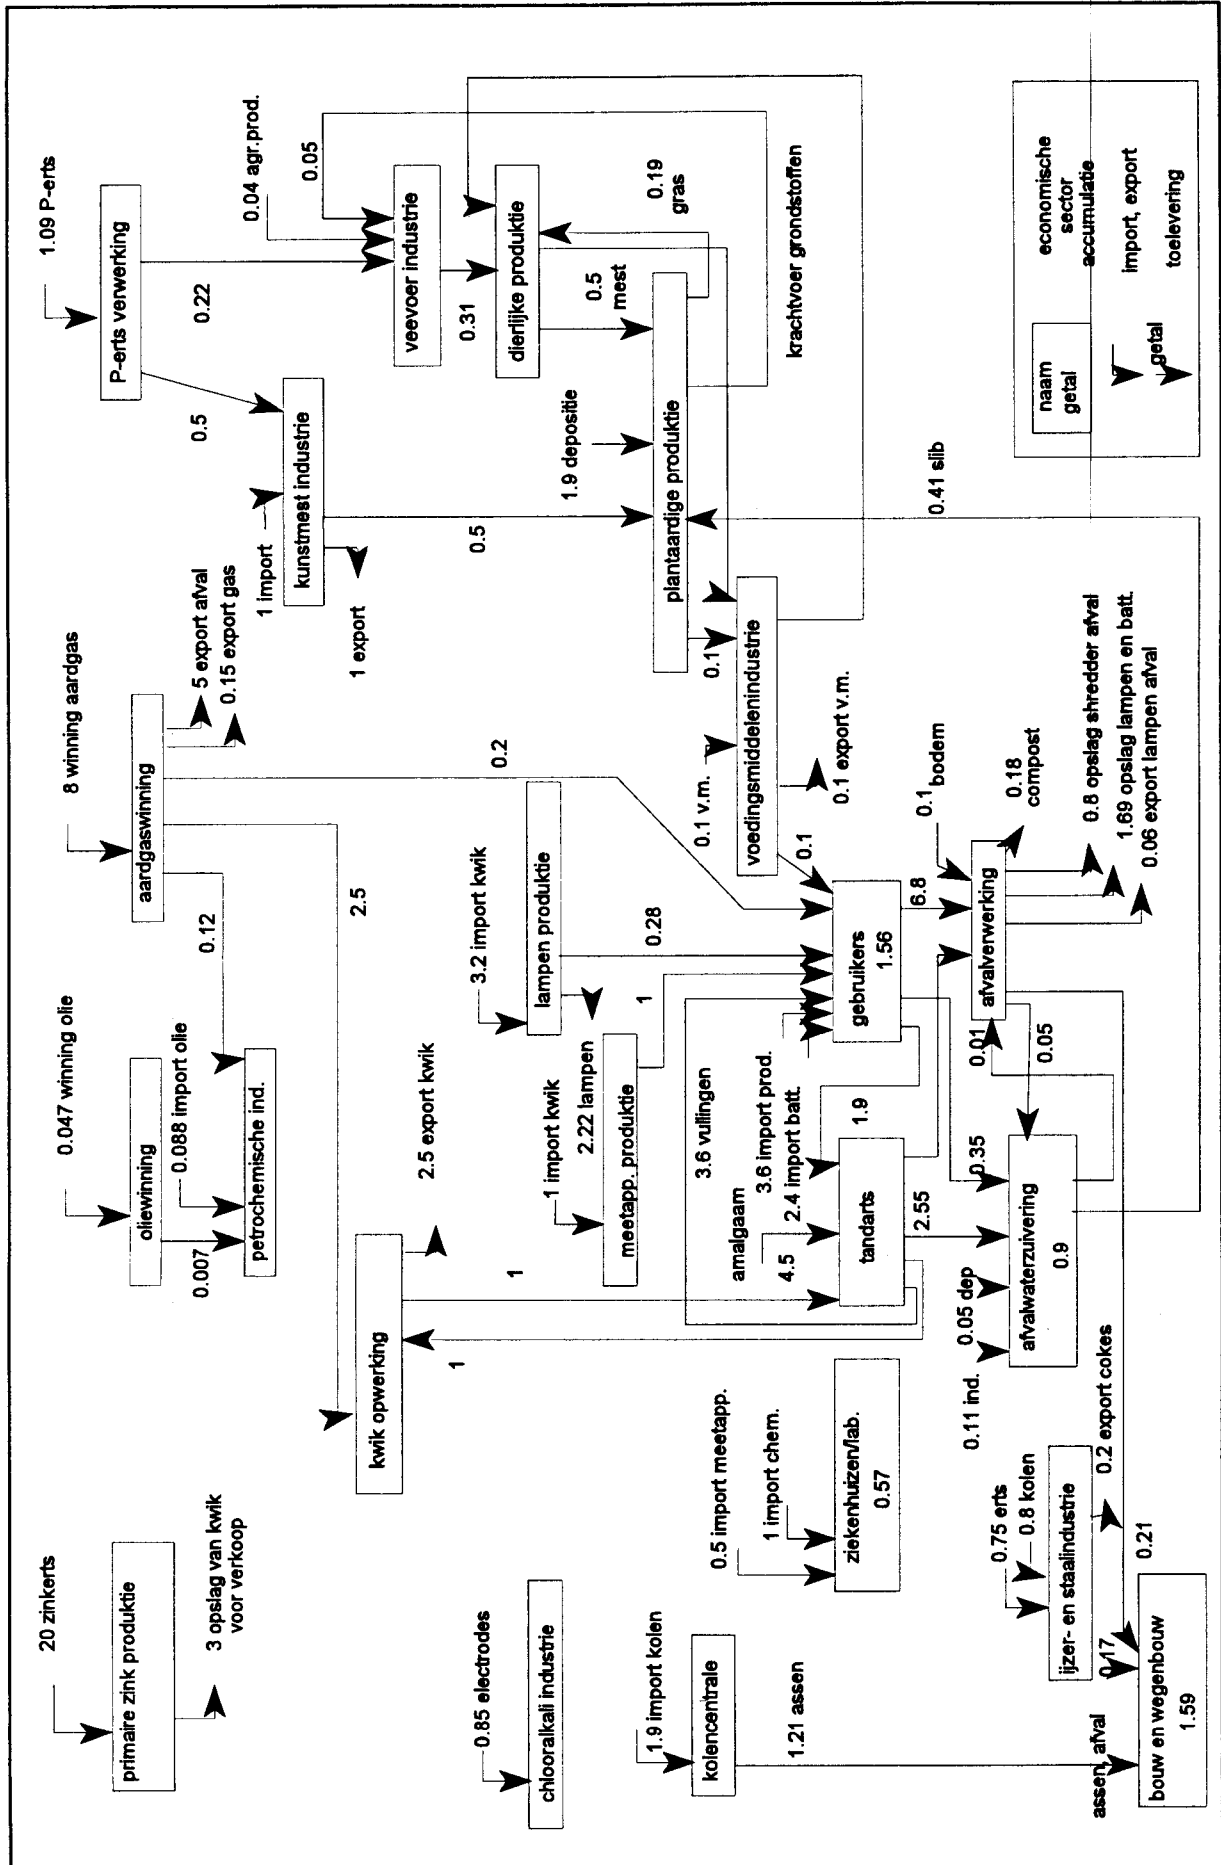 20 zinkerts
primaire zink produktie
3 opslag van kwik
voor verkoop
0.047 winning olie
oliewinning
0.007
0.088 import olie
petrochemische ind.
8 winning aardgas
aardgaswinning
0.12
2.5
0.2
5 export afval
0.15 export gas
1.09 P-erts
P-erts verwerking
0.5
0.22
1 import
kunstmest industrie
1 export
0.5
0.04 agr.prod.
0.05
veevoer industrie
0.31
dierlijke produktie
0.5
mest
0.19
gras
1.9 depositie
plantaardige produktie
krachtvoer grondstoffen
0.1
kwik opwerking
2.5 export kwik
1
1
0.85 electrodes
chlooralkali industrie
3.2 import kwik
lampen produktie
0.28
2.22 lampen
1 import kwik
meetapp. produktie
1
0.1 v.m.
voedingsmiddelenindustrie
0.1 export v.m.
0.1
1.9 import kolen
kolencentrale
1.21 assen
0.5 import meetapp.
1 import chem.
ziekenhuizen/lab.
0.57
3.6 vullingen
amalgaam
4.5
3.6 import prod.
2.4 import batt.
tandarts
1.9
2.55
gebruikers
1.56
6.8
0.1
bodem
afvalverwerking
0.18
compost
0.8 opslag shredder afval
1.69 opslag lampen en batt.
0.06 export lampen afval
0.01
0.05
0.35
0.11 ind.
0.05 dep
afvalwaterzuivering
0.9
0.41 slib
0.75 erts
0.8 kolen
ijzer- en staalindustrie
0.2 export cokes
0.17
0.21
assen, afval
bouw en wegenbouw
1.59
naam
getal
economische
sector
accumulatie
import, export
getal
toelevering